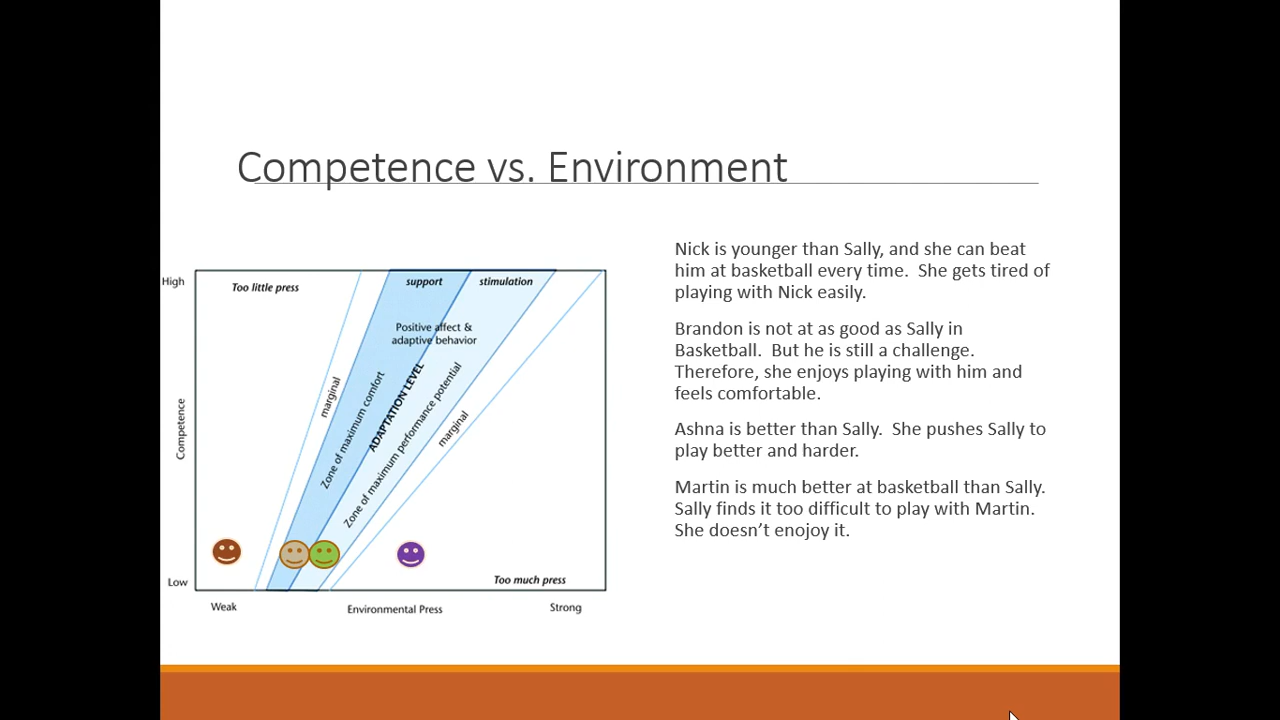 Competence vs. Environment
High
Too little press
support
stimulation
Positive affect &
adaptive behavior
marginal
Zone of maximum comfort
ADAPTATION LEVEL
Zone of maximum performance potential
marginal
Competence
Low
Too much press
Weak
Environmental Press
Strong
Nick is younger than Sally, and she can beat
him at basketball every time.  She gets tired of
playing with Nick easily.
Brandon is not at as good as Sally in
Basketball.  But he is still a challenge.
Therefore, she enjoys playing with him and
feels comfortable.
Ashna is better than Sally.  She pushes Sally to
play better and harder.
Martin is much better at basketball than Sally.
Sally finds it too difficult to play with Martin.
She doesn’t enojoy it.